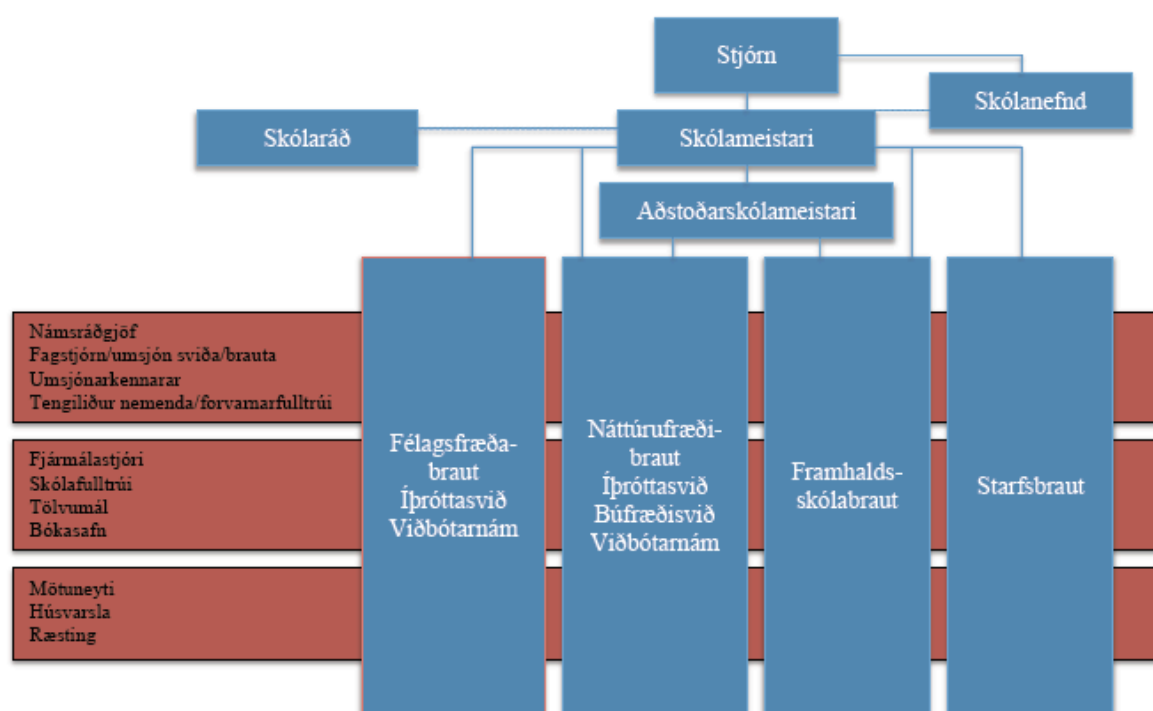 Stjórn
Skólanefnd
Skólaráð
Skólameistari
Aðstoðarskólameistari
Námsráðgjöf
Fagstjórn/umsjón sviða/brauta
Umsjónarkennarar
Tengiliður nemenda/forvarnarfulltrúi
Fjármálastjóri
Skólafulltrúi
Tölvumál
Bókasafn
Mötuneyti
Húsvarsla
Ræsting
Félagsfræða-
braut
Íþróttasvið
Viðbótarnám
Náttúrufræði-
braut
Íþróttasvið
Búfræðisvið
Viðbótarnám
Framhalds-
skólabraut
Starfsbraut